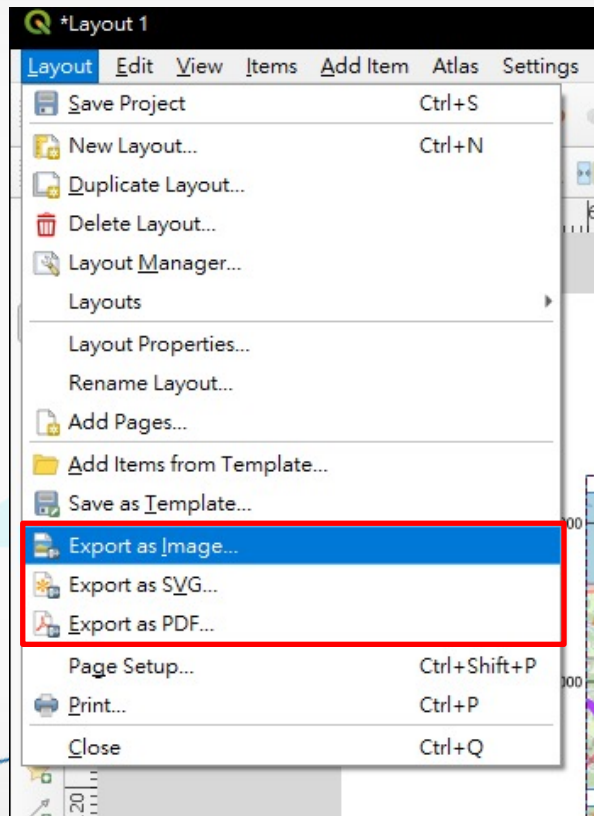 *Layout 1
Layout Edit View Items Add Item Atlas Settings
Save Project Ctrl+S
New Layout... Ctrl+N
Duplicate Layout...
Delete Layout...
Layout Manager...
Layouts
Layout Properties...
Rename Layout...
Add Pages...
Add Items from Template...
Save as Template...
Export as Image...
Export as SVG...
Export as PDF...
Page Setup... Ctrl+Shift+P
Print... Ctrl+P
Close Ctrl+Q
20